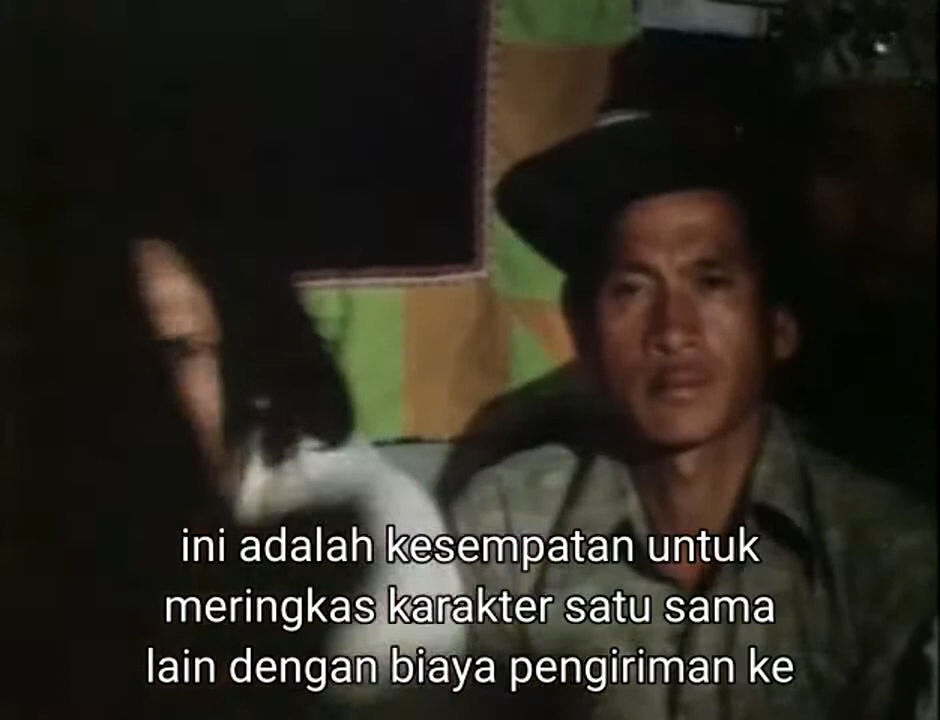 ini adalah kesempatan untuk
meringkas karakter satu sama
lain dengan biaya pengiriman ke